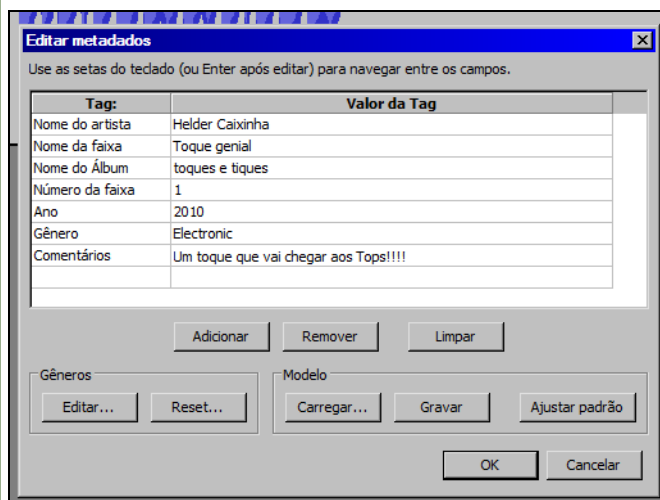 Editar metadados
Use as setas do teclado (ou Enter após editar) para navegar entre os campos.
Tag: Valor da Tag
Nome do artista Helder Caixinha
Nome da faixa Toque genial
Nome do Álbum toques e tiques
Número da faixa 1
Ano 2010
Gênero Electronic
Comentários Um toque que vai chegar aos Tops!!!!
Adicionar Remover Limpar
Gêneros Modelo
Editar... Reset... Carregar... Gravar Ajustar padrão
OK Cancelar